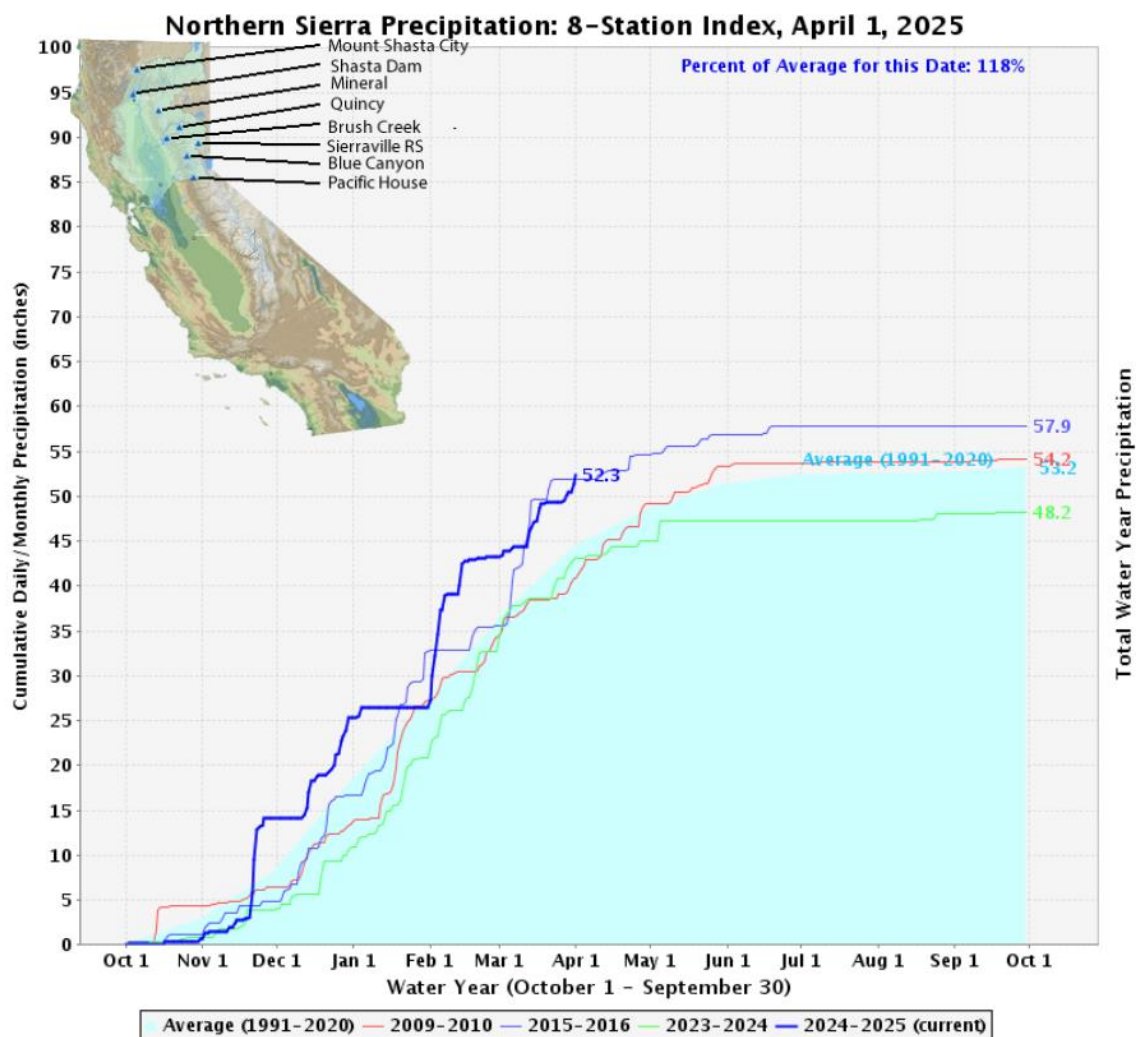 Northern Sierra Precipitation: 8-Station Index, April 1, 2025
Percent of Average for this Date: 118%
Mount Shasta City
Shasta Dam
Mineral
Quincy
Brush Creek
Sierraville RS
Blue Canyon
Pacific House
Cumulative Daily/Monthly Precipitation (inches)
100
95
90
85
80
75
70
65
60
55
50
45
40
35
30
25
20
15
10
5
0
57.9
Average (1991-2020)
54.2
53.2
52.3
48.2
Total Water Year Precipitation
Oct 1 Nov 1 Dec 1 Jan 1 Feb 1 Mar 1 Apr 1 May 1 Jun 1 Jul 1 Aug 1 Sep 1 Oct 1
Water Year (October 1 - September 30)
Average (1991-2020) 2009-2010 2015-2016 2023-2024 2024-2025 (current)